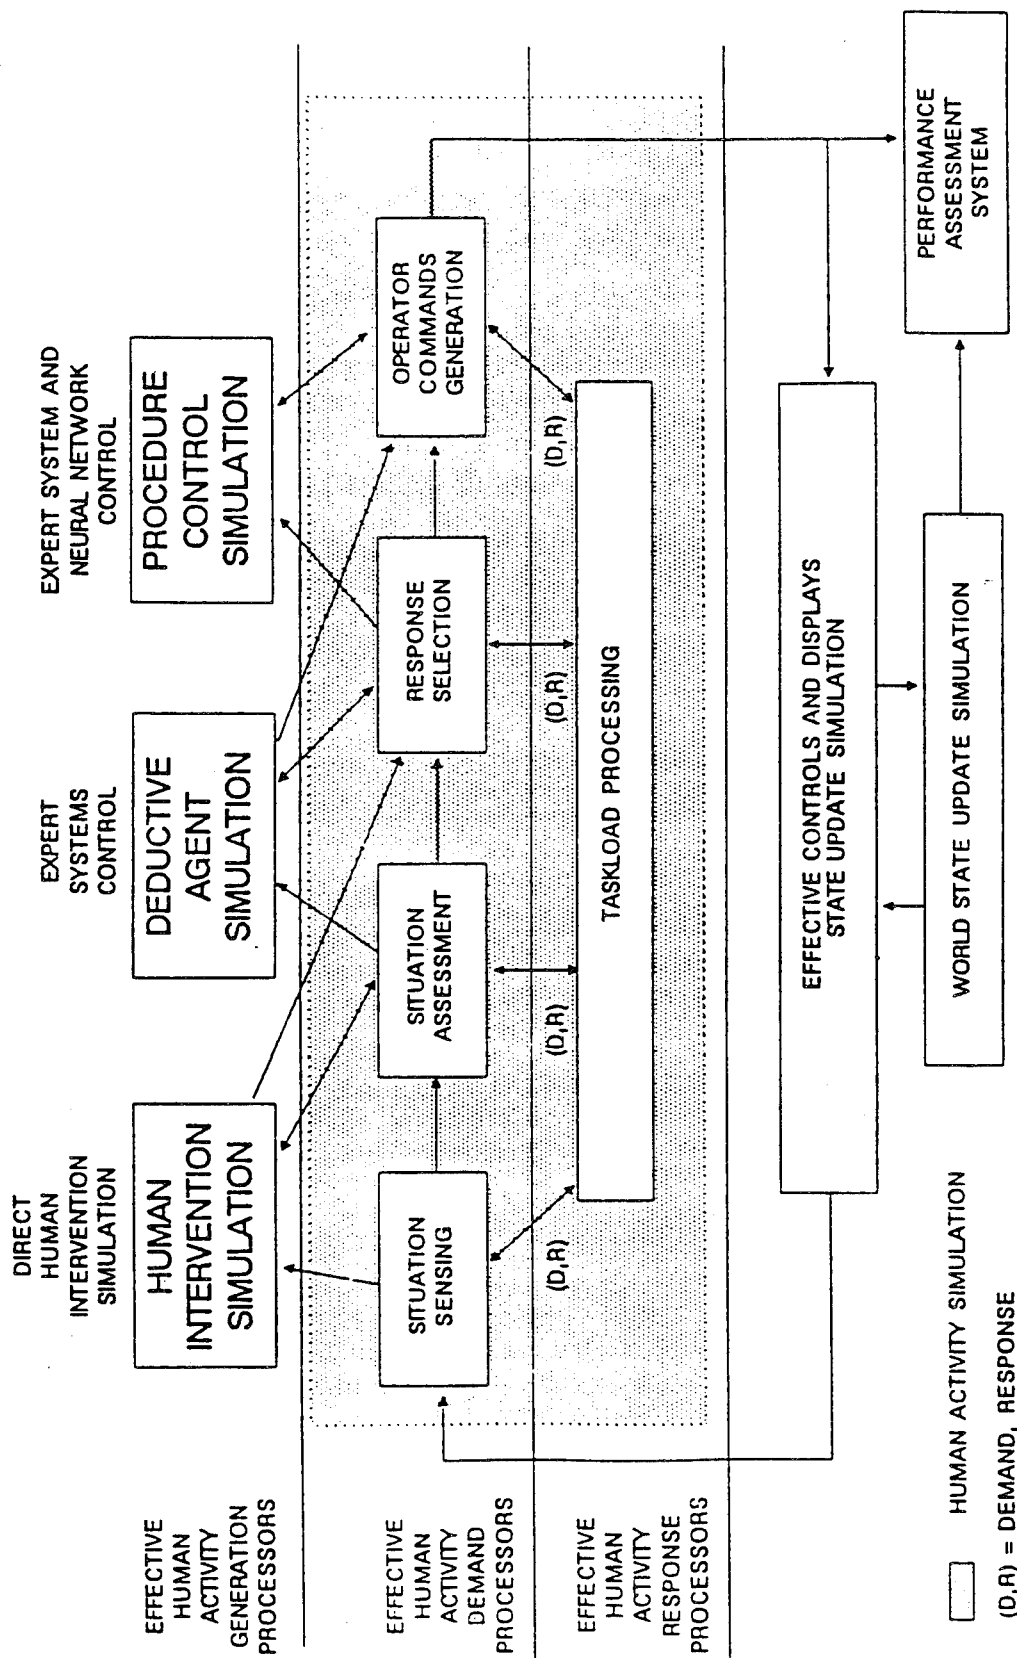 DIRECT
HUMAN
INTERVENTION
SIMULATION
EXPERT
SYSTEMS
CONTROL
EXPERT SYSTEM AND
NEURAL NETWORK
CONTROL
EFFECTIVE
HUMAN
ACTIVITY
GENERATION
PROCESSORS
HUMAN
INTERVENTION
SIMULATION
DEDUCTIVE
AGENT
SIMULATION
PROCEDURE
CONTROL
SIMULATION
EFFECTIVE
HUMAN
ACTIVITY
DEMAND
PROCESSORS
SITUATION
SENSING
SITUATION
ASSESSMENT
RESPONSE
SELECTION
OPERATOR
COMMANDS
GENERATION
(D,R)
(D,R)
(D,R)
(D,R)
EFFECTIVE
HUMAN
ACTIVITY
RESPONSE
PROCESSORS
TASKLOAD PROCESSING
EFFECTIVE CONTROLS AND DISPLAYS
STATE UPDATE SIMULATION
WORLD STATE UPDATE SIMULATION
PERFORMANCE
ASSESSMENT
SYSTEM
HUMAN ACTIVITY SIMULATION
(D,R) = DEMAND, RESPONSE